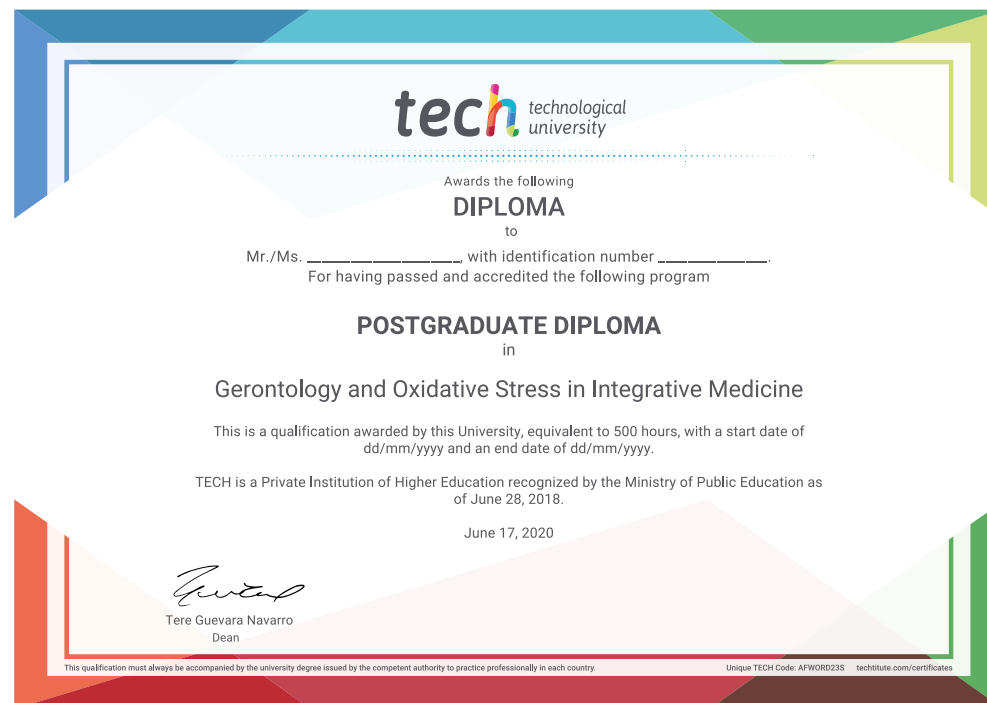 tech technological
university
Awards the following
DIPLOMA
to
Mr./Ms. _____________________, with identification number _______________.
For having passed and accredited the following program
POSTGRADUATE DIPLOMA
in
Gerontology and Oxidative Stress in Integrative Medicine
This is a qualification awarded by this University, equivalent to 500 hours, with a start date of
dd/mm/yyyy and an end date of dd/mm/yyyy.
TECH is a Private Institution of Higher Education recognized by the Ministry of Public Education as
of June 28, 2018.
June 17, 2020
Tere Guevara Navarro
Dean
This qualification must always be accompanied by the university degree issued by the competent authority to practice professionally in each country.
Unique TECH Code: AFWORD23S techtitute.com/certificates